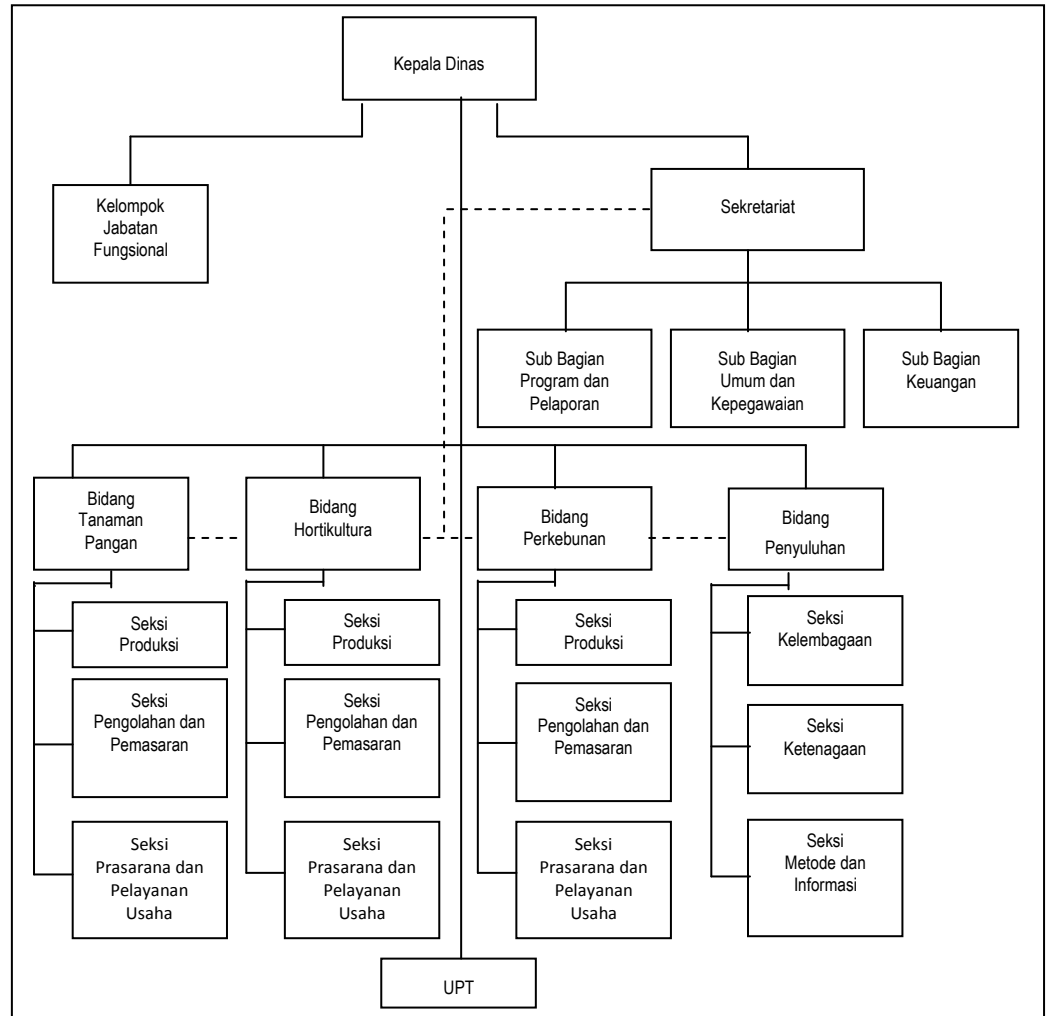 Kepala Dinas
Kelompok
Jabatan
Fungsional
Sekretariat
Sub Bagian
Program dan
Pelaporan
Sub Bagian
Umum dan
Kepegawaian
Sub Bagian
Keuangan
Bidang
Tanaman
Pangan
Bidang
Hortikultura
Bidang
Perkebunan
Bidang
Penyuluhan
Seksi
Produksi
Seksi
Pengolahan dan
Pemasaran
Seksi
Prasarana dan
Pelayanan
Usaha
Seksi
Produksi
Seksi
Pengolahan dan
Pemasaran
Seksi
Prasarana dan
Pelayanan
Usaha
Seksi
Produksi
Seksi
Pengolahan dan
Pemasaran
Seksi
Prasarana dan
Pelayanan
Usaha
Seksi
Kelembagaan
Seksi
Ketenagaan
Seksi
Metode dan
Informasi
UPT